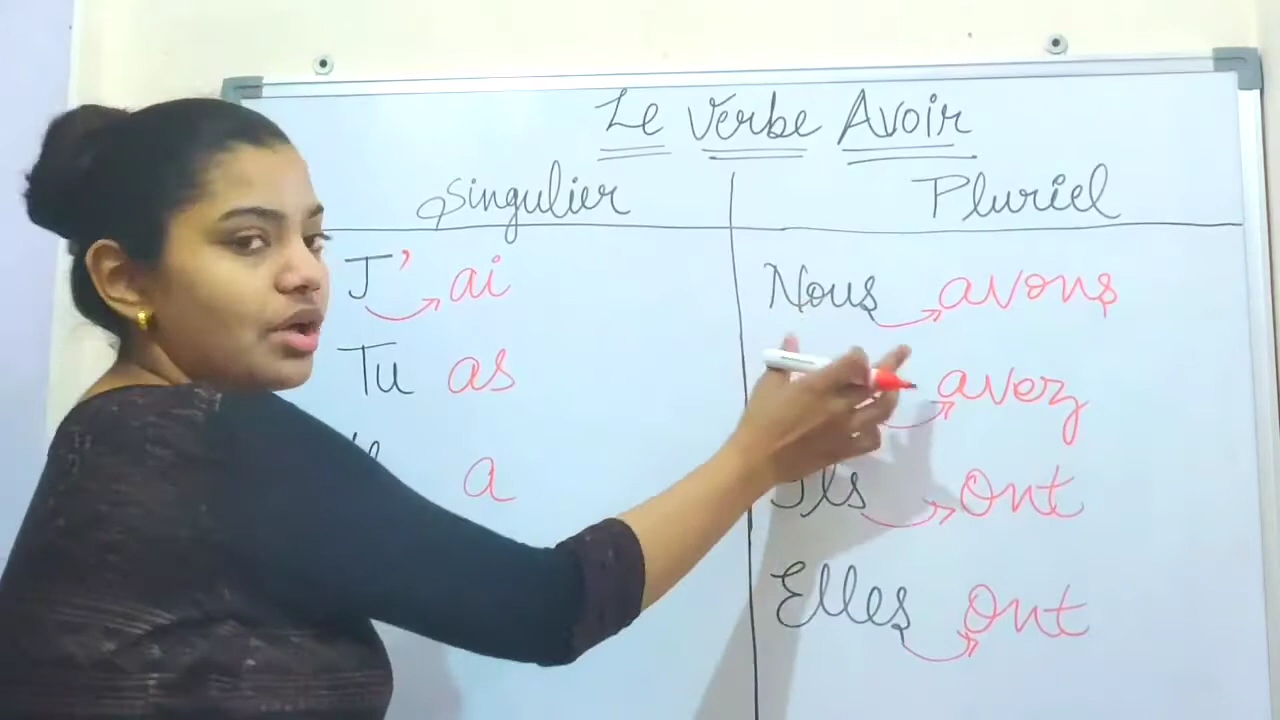 Le Verbe Avoir
Singulier
J' ai
Tu as
a
Pluriel
Nous avons
avez
Ils ont
Elles ont